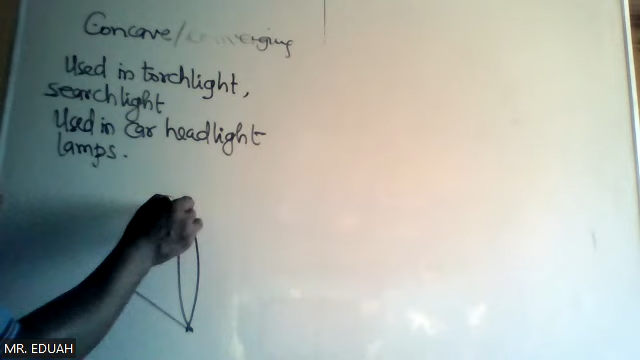 Concave/converging
Used in torchlight,
searchlight
Used in car headlight
lamps.
MR. EDUAH